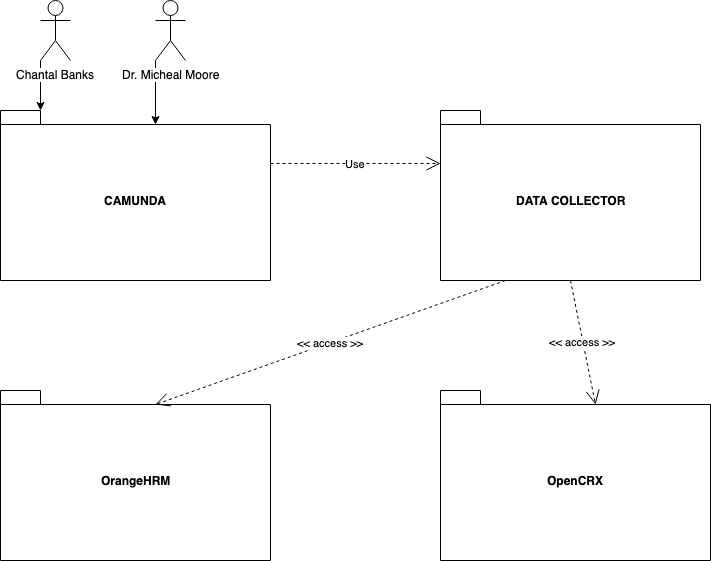 Chantal Banks
Dr. Micheal Moore
CAMUNDA
Use
DATA COLLECTOR
<< access >>
<< access >>
OrangeHRM
OpenCRX